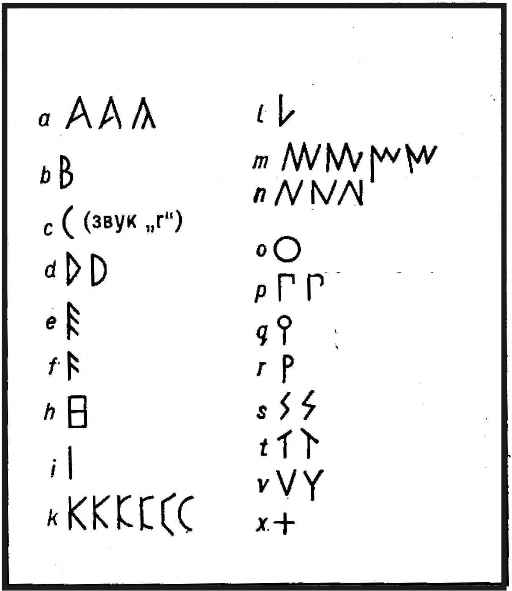 a A A
b B
c ( (звук „г“)
d D D
e
f
h
i I
k K K K
l
m
n N N N
o O
p Г Г
q
r P
s
t
v V Y
x +